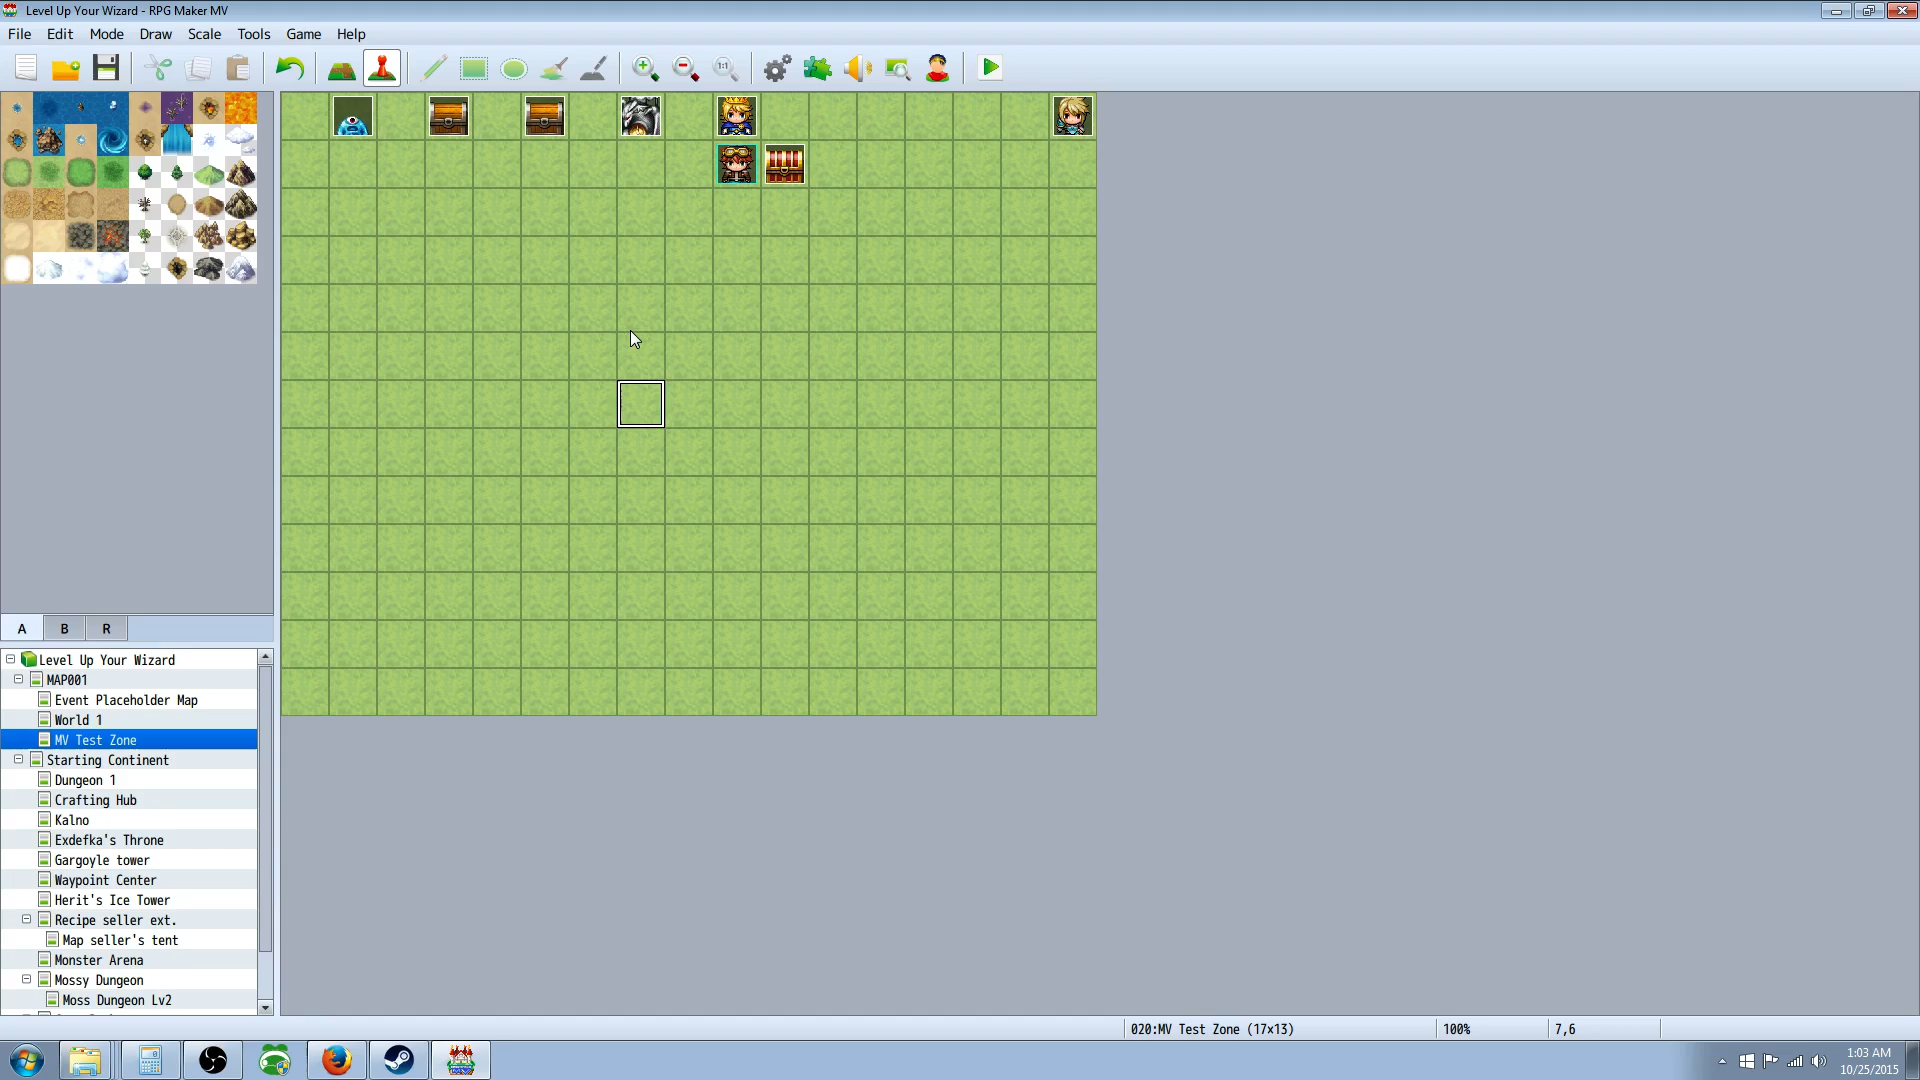 Level Up Your Wizard - RPG Maker MV
File Edit Mode Draw Scale Tools Game Help
1:1
A B R
Level Up Your Wizard
MAP001
Event Placeholder Map
World 1
MV Test Zone
Starting Continent
Dungeon 1
Crafting Hub
Kalno
Exdefka's Throne
Gargoyle tower
Waypoint Center
Herit's Ice Tower
Recipe seller ext.
Map seller's tent
Monster Arena
Mossy Dungeon
Moss Dungeon Lv2
020:MV Test Zone (17x13) 100% 7,6
1:03 AM
10/25/2015